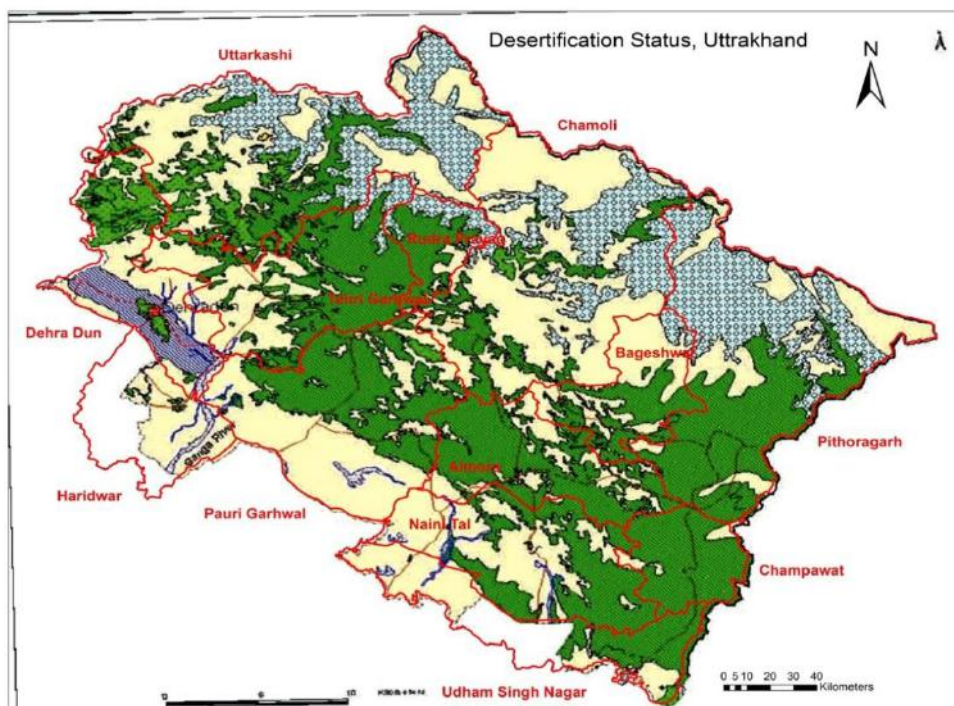 Desertification Status, Uttrakhand
N
Uttarkashi
Chamoli
Rudra Prayag
Tehri Garhwal
Dehra Dun
Bageshwar
Pithoragarh
Haridwar
Almora
Pauri Garhwal
Naini Tal
Champawat
Udham Singh Nagar
0 5 10 20 30 40
Kilometers